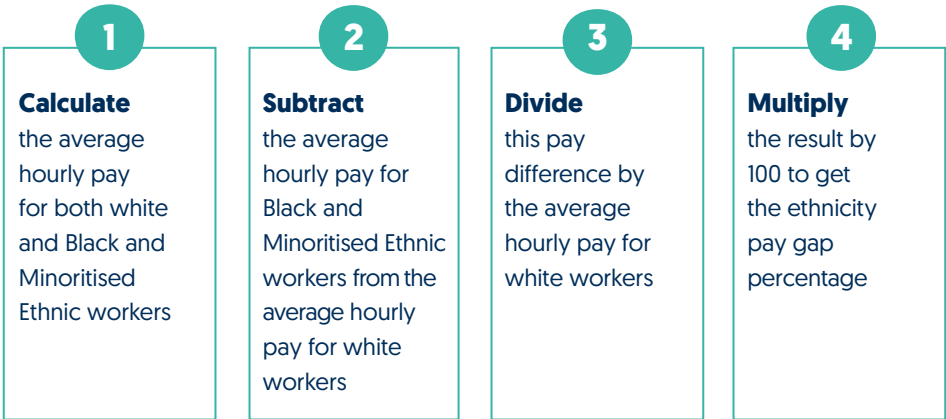 1
Calculate
the average
hourly pay
for both white
and Black and
Minoritised
Ethnic workers
2
Subtract
the average
hourly pay for
Black and
Minoritised Ethnic
workers from the
average hourly
pay for white
workers
3
Divide
this pay
difference by
the average
hourly pay for
white workers
4
Multiply
the result by
100 to get
the ethnicity
pay gap
percentage